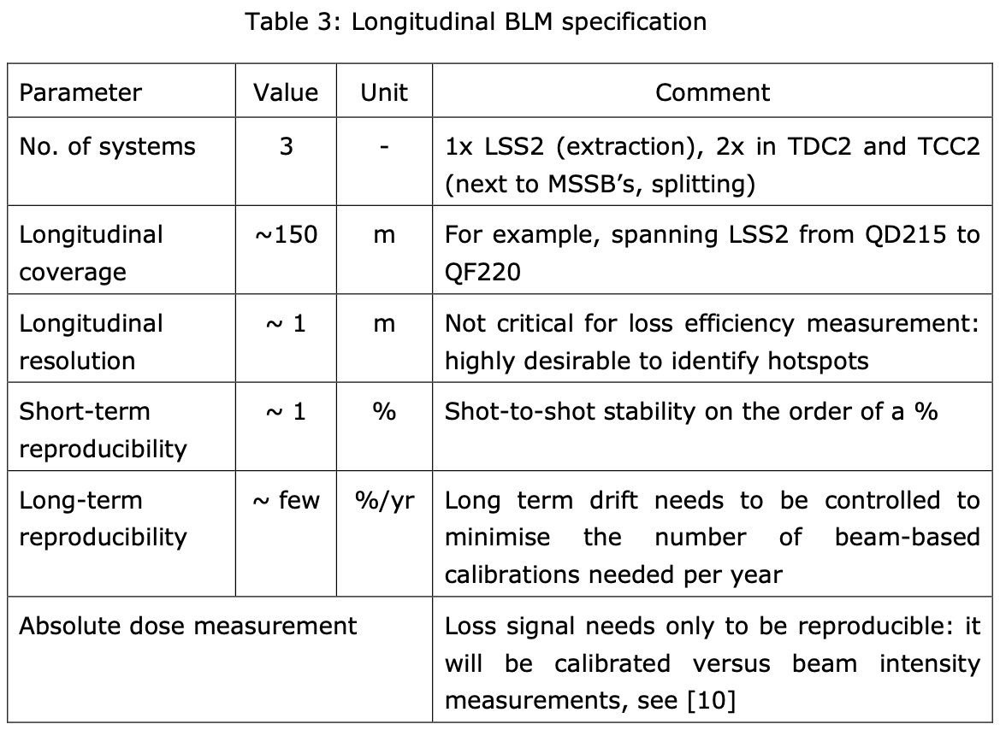 Table 3: Longitudinal BLM specification
Parameter Value Unit Comment
No. of systems 3 - 1x LSS2 (extraction), 2x in TDC2 and TCC2
(next to MSSB’s, splitting)
Longitudinal ~150 m For example, spanning LSS2 from QD215 to
coverage QF220
Longitudinal ~ 1 m Not critical for loss efficiency measurement:
resolution highly desirable to identify hotspots
Short-term ~ 1 % Shot-to-shot stability on the order of a %
reproducibility
Long-term ~ few %/yr Long term drift needs to be controlled to
reproducibility minimise the number of beam-based
calibrations needed per year
Absolute dose measurement Loss signal needs only to be reproducible: it
will be calibrated versus beam intensity
measurements, see [10]